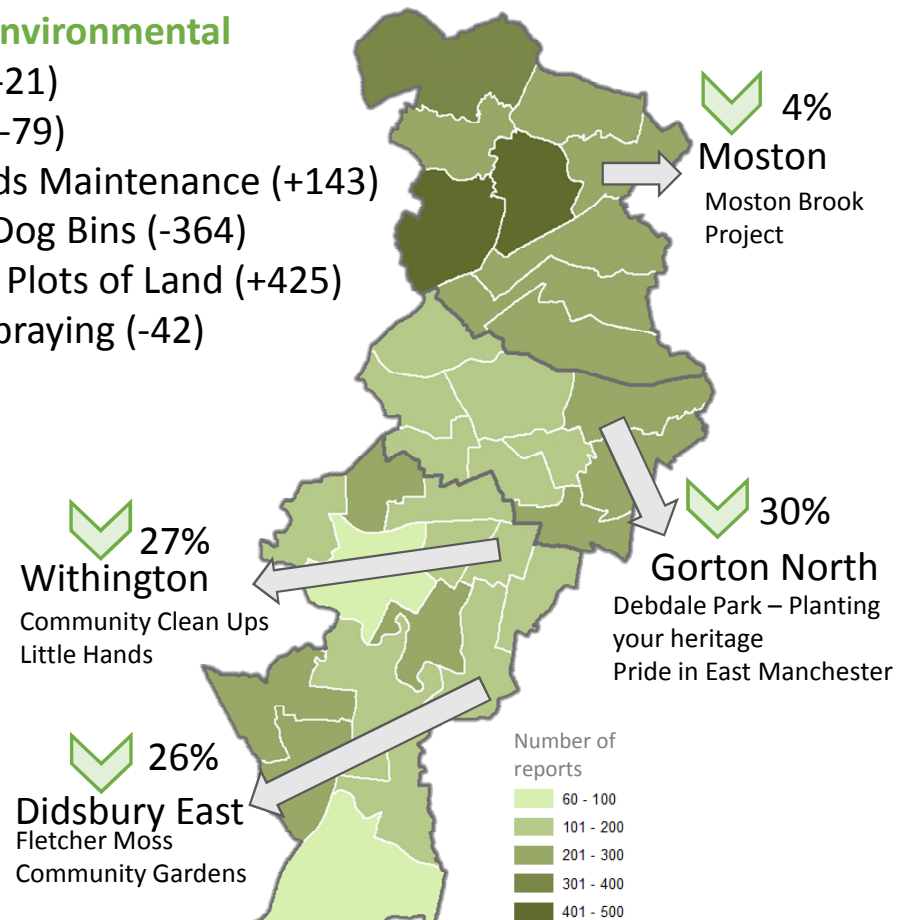 nvironmental
-21)
-79)
ds Maintenance (+143)
Dog Bins (-364)
Plots of Land (+425)
praying (-42)
4%
Moston
Moston Brook
Project
30%
Gorton North
Debdale Park – Planting
your heritage
Pride in East Manchester
27%
Withington
Community Clean Ups
Little Hands
26%
Didsbury East
Fletcher Moss
Community Gardens
Number of
reports
60 - 100
101 - 200
201 - 300
301 - 400
401 - 500